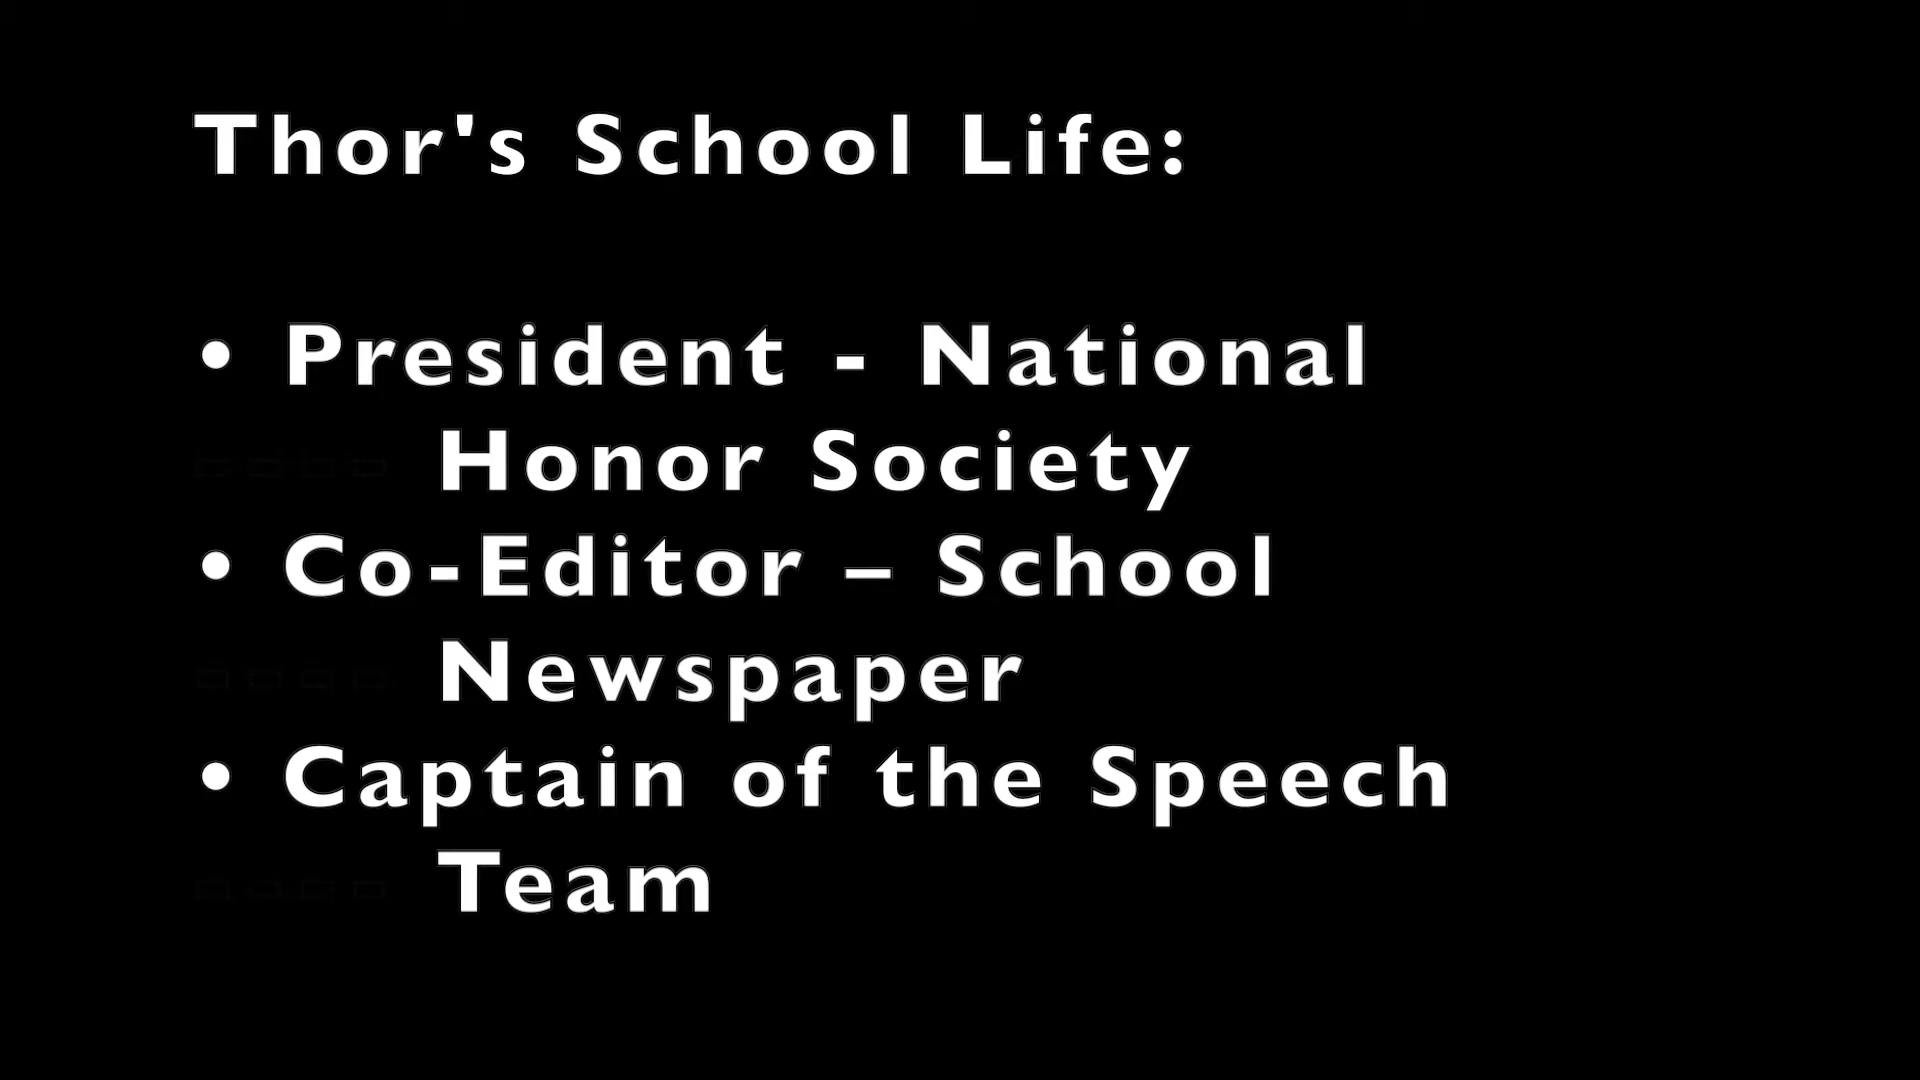 Thor's School Life:
• President - National
Honor Society
• Co-Editor – School
Newspaper
• Captain of the Speech
Team